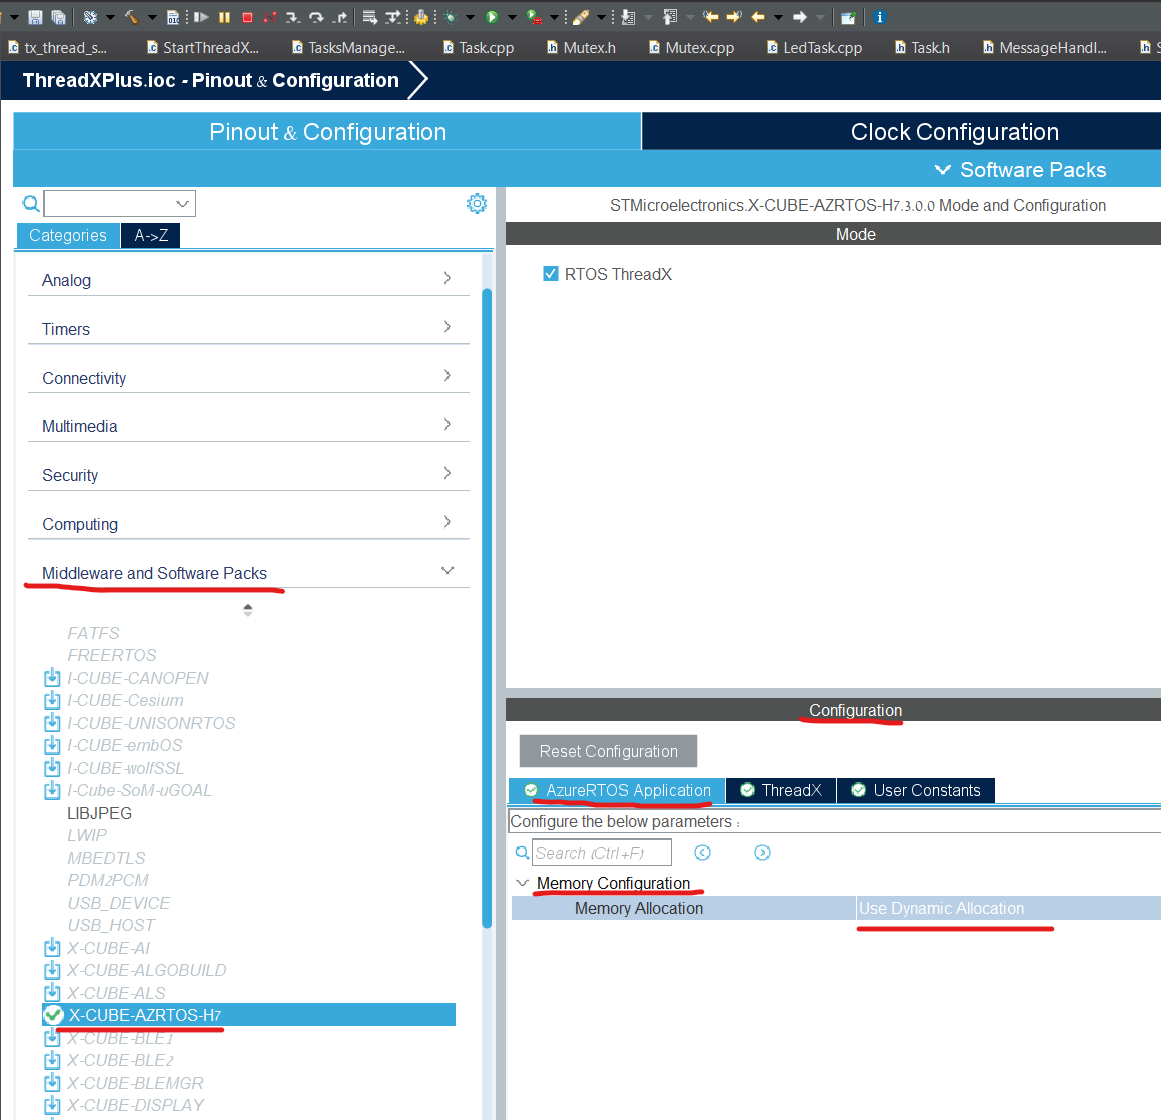 tx_thread_s... StartThreadX... TasksManage... Task.cpp Mutex.h Mutex.cpp LedTask.cpp Task.h MessageHandl...
ThreadXPlus.ioc - Pinout & Configuration
Pinout & Configuration
Clock Configuration
Software Packs
Categories
A->Z
Analog
Timers
Connectivity
Multimedia
Security
Computing
Middleware and Software Packs
FATFS
FREERTOS
I-CUBE-CANOPEN
I-CUBE-Cesium
I-CUBE-UNISONRTOS
I-CUBE-embOS
I-CUBE-wolfSSL
I-Cube-SoM-uGOAL
LIBJPEG
LWIP
MBEDTLS
PDM2PCM
USB_DEVICE
USB_HOST
X-CUBE-AI
X-CUBE-ALGOBUILD
X-CUBE-ALS
X-CUBE-AZRTOS-H7
X-CUBE-BLE1
X-CUBE-BLE2
X-CUBE-BLEMGR
X-CUBE-DISPLAY
STMicroelectronics.X-CUBE-AZRTOS-H7.3.0.0 Mode and Configuration
Mode
RTOS ThreadX
Configuration
Reset Configuration
AzureRTOS Application
ThreadX
User Constants
Configure the below parameters :
Search (Ctrl+F)
Memory Configuration
Memory Allocation
Use Dynamic Allocation